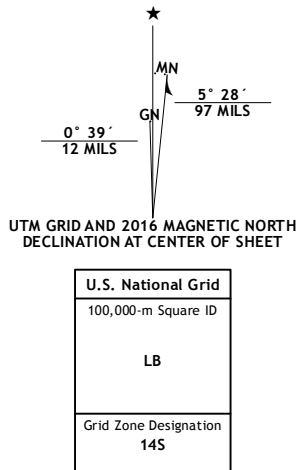 ★
MN
GN
5° 28´
97 MILS
0° 39´
12 MILS
UTM GRID AND 2016 MAGNETIC NORTH
DECLINATION AT CENTER OF SHEET
U.S. National Grid
100,000-m Square ID
LB
Grid Zone Designation
14S